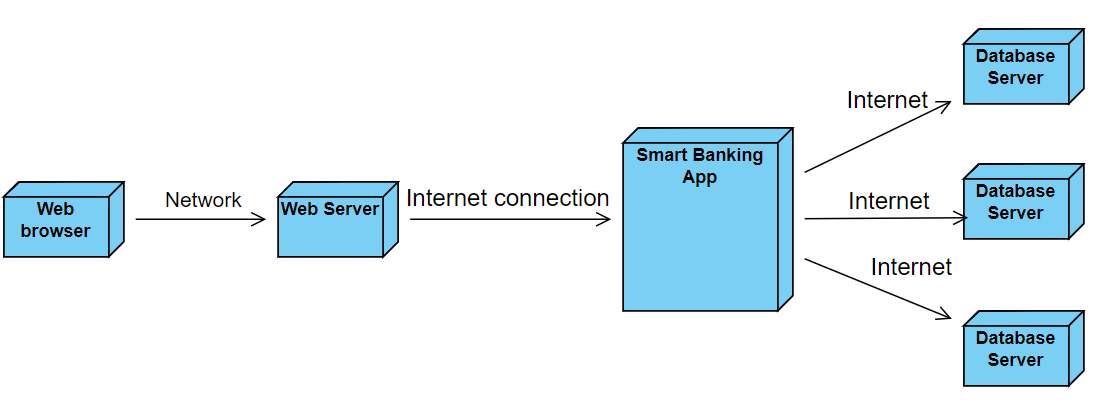 Web
browser
Network
Web Server
Internet connection
Smart Banking
App
Internet
Database
Server
Internet
Database
Server
Internet
Database
Server